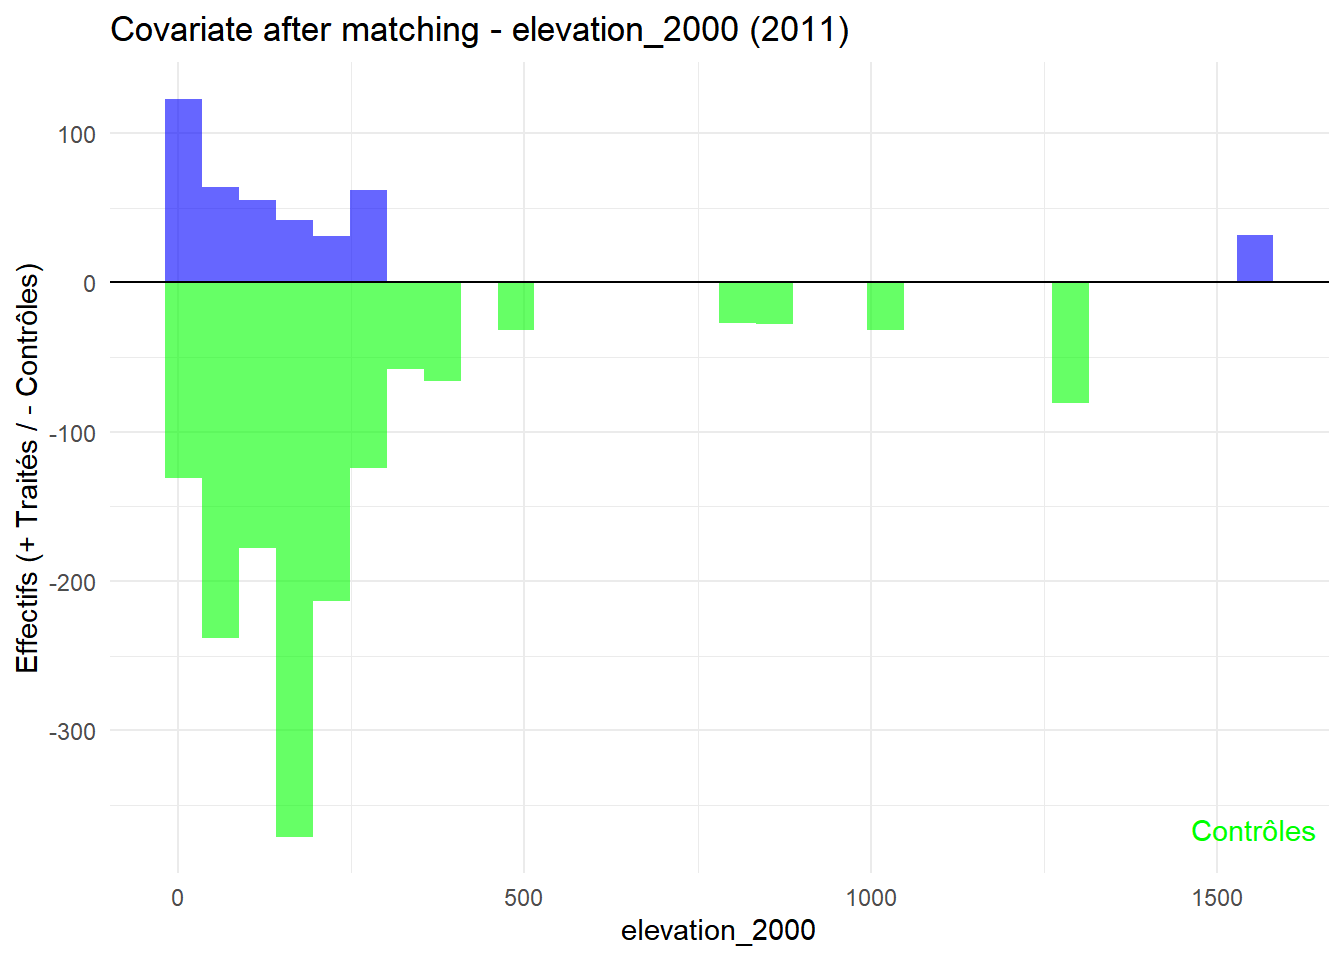 Covariate after matching - elevation_2000 (2011)
Effectifs (+ Traités / - Contrôles)
100
0
-100
-200
-300
Contrôles
0
500
1000
1500
elevation_2000